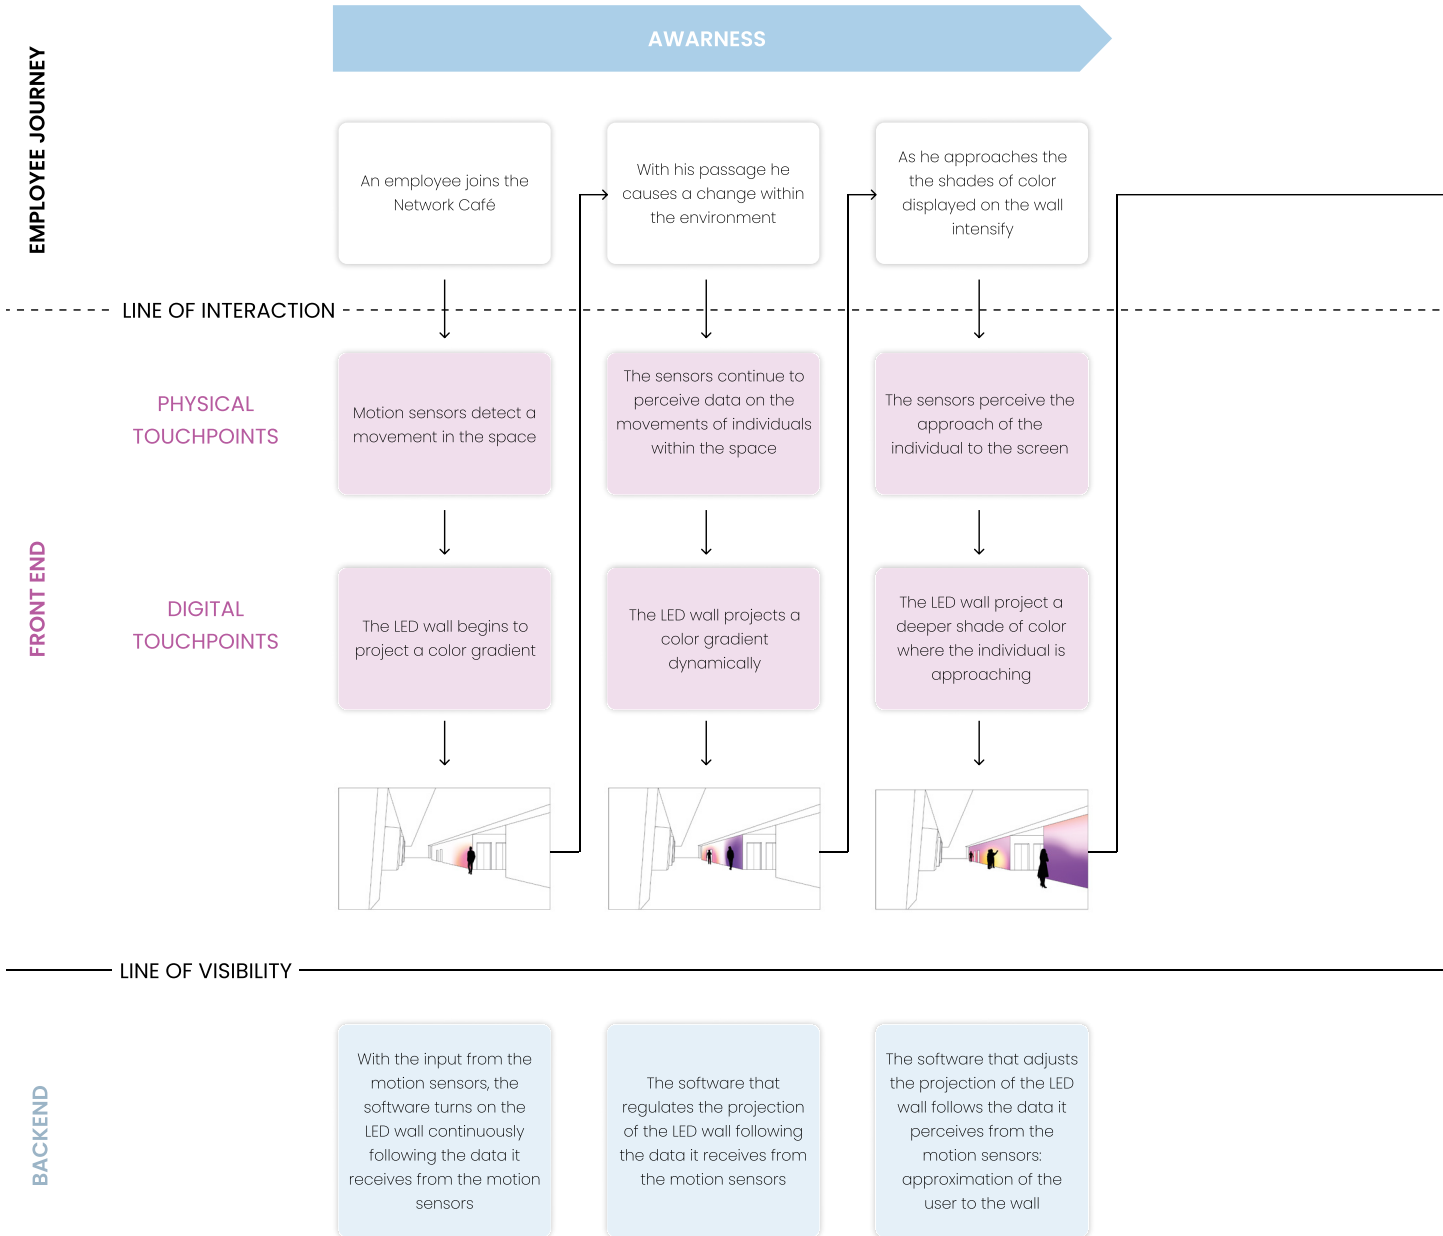 AWARNESS
EMPLOYEE JOURNEY
An employee joins the
Network Café
With his passage he
causes a change within
the environment
As he approaches the
the shades of color
displayed on the wall
intensify
LINE OF INTERACTION
FRONT END
PHYSICAL
TOUCHPOINTS
Motion sensors detect a
movement in the space
The sensors continue to
perceive data on the
movements of individuals
within the space
The sensors perceive the
approach of the
individual to the screen
DIGITAL
TOUCHPOINTS
The LED wall begins to
project a color gradient
The LED wall projects a
color gradient
dynamically
The LED wall project a
deeper shade of color
where the individual is
approaching
LINE OF VISIBILITY
BACKEND
With the input from the
motion sensors, the
software turns on the
LED wall continuously
following the data it
receives from the motion
sensors
The software that
regulates the projection
of the LED wall following
the data it receives from
the motion sensors
The software that adjusts
the projection of the LED
wall follows the data it
perceives from the
motion sensors:
approximation of the
user to the wall